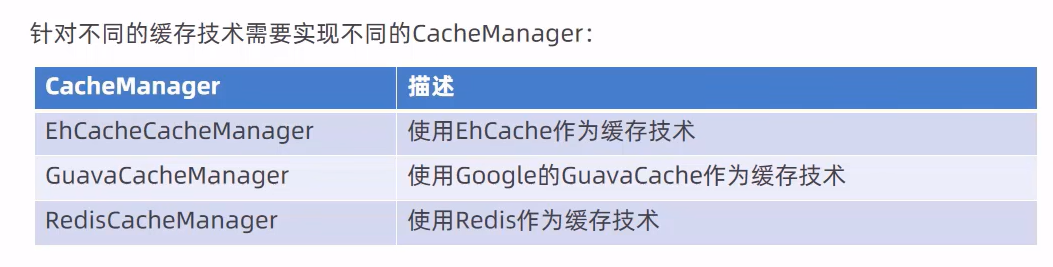 针对不同的缓存技术需要实现不同的CacheManager：
CacheManager 描述
EhCacheCacheManager 使用EhCache作为缓存技术
GuavaCacheManager 使用Google的GuavaCache作为缓存技术
RedisCacheManager 使用Redis作为缓存技术